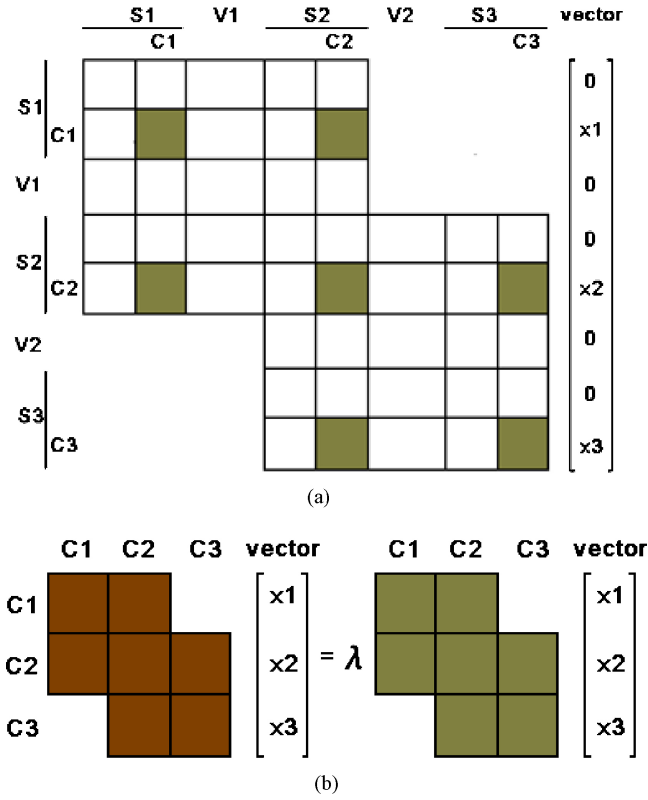 S1 V1 S2 V2 S3 vector
C1 C2 C3
S1
C1
V1
S2
C2
V2
S3
C3
0
x1
0
0
x2
0
0
x3
(a)
C1 C2 C3 vector C1 C2 C3 vector
C1 x1 x1
C2 x2 = λ x2
C3 x3 x3
(b)